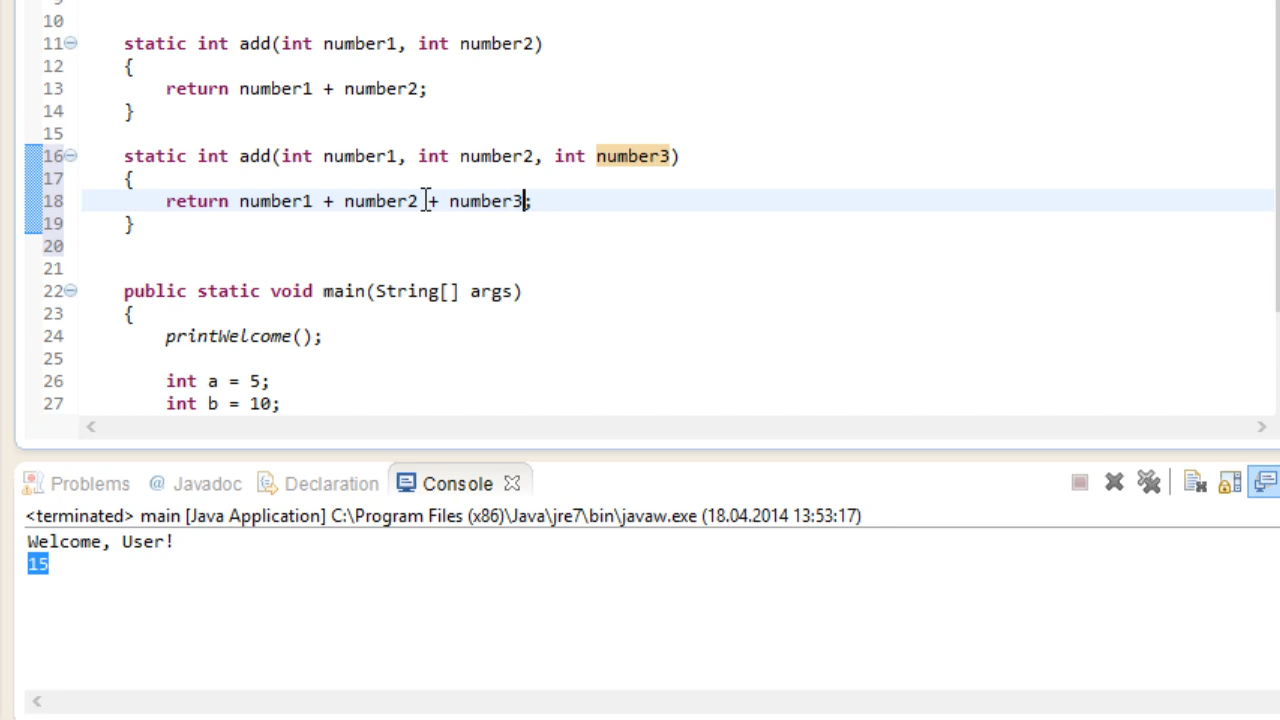 10
11 static int add(int number1, int number2)
12 {
13 return number1 + number2;
14 }
15
16 static int add(int number1, int number2, int number3)
17 {
18 return number1 + number2 + number3;
19 }
20
21
22 public static void main(String[] args)
23 {
24 printWelcome();
25
26 int a = 5;
27 int b = 10;
Problems @ Javadoc Declaration Console
<terminated> main [Java Application] C:\Program Files (x86)\Java\jre7\bin\javaw.exe (18.04.2014 13:53:17)
Welcome, User!
15